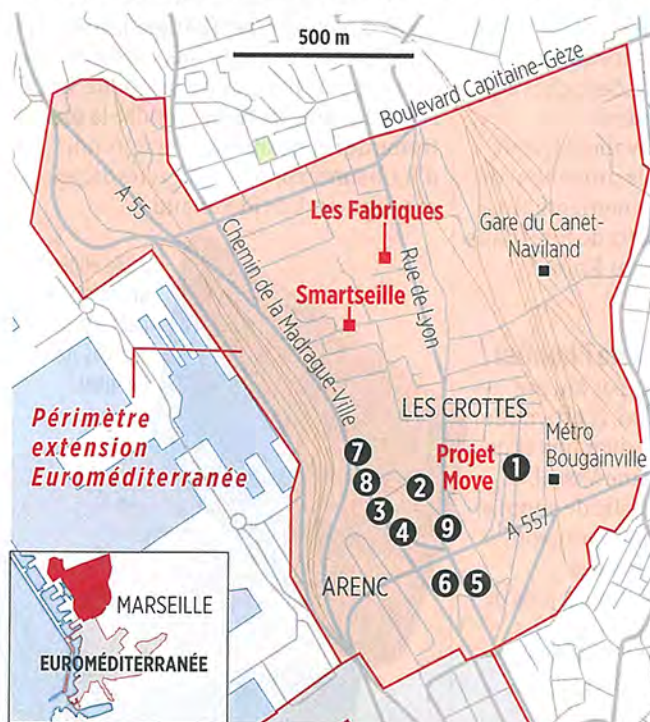 500 m
Boulevard Capitaine-Gèze
A 55
Chemin de la Madrague-Ville
Les Fabriques
Rue de Lyon
Gare du Canet-
Naviland
Smartseille
Périmètre
extension
Euroméditerranée
LES CROTTES
Projet
Move
Métro
Bougainville
7
8
2
1
3
4
9
A 557
6
5
ARENC
MARSEILLE
EUROMÉDITERRANÉE